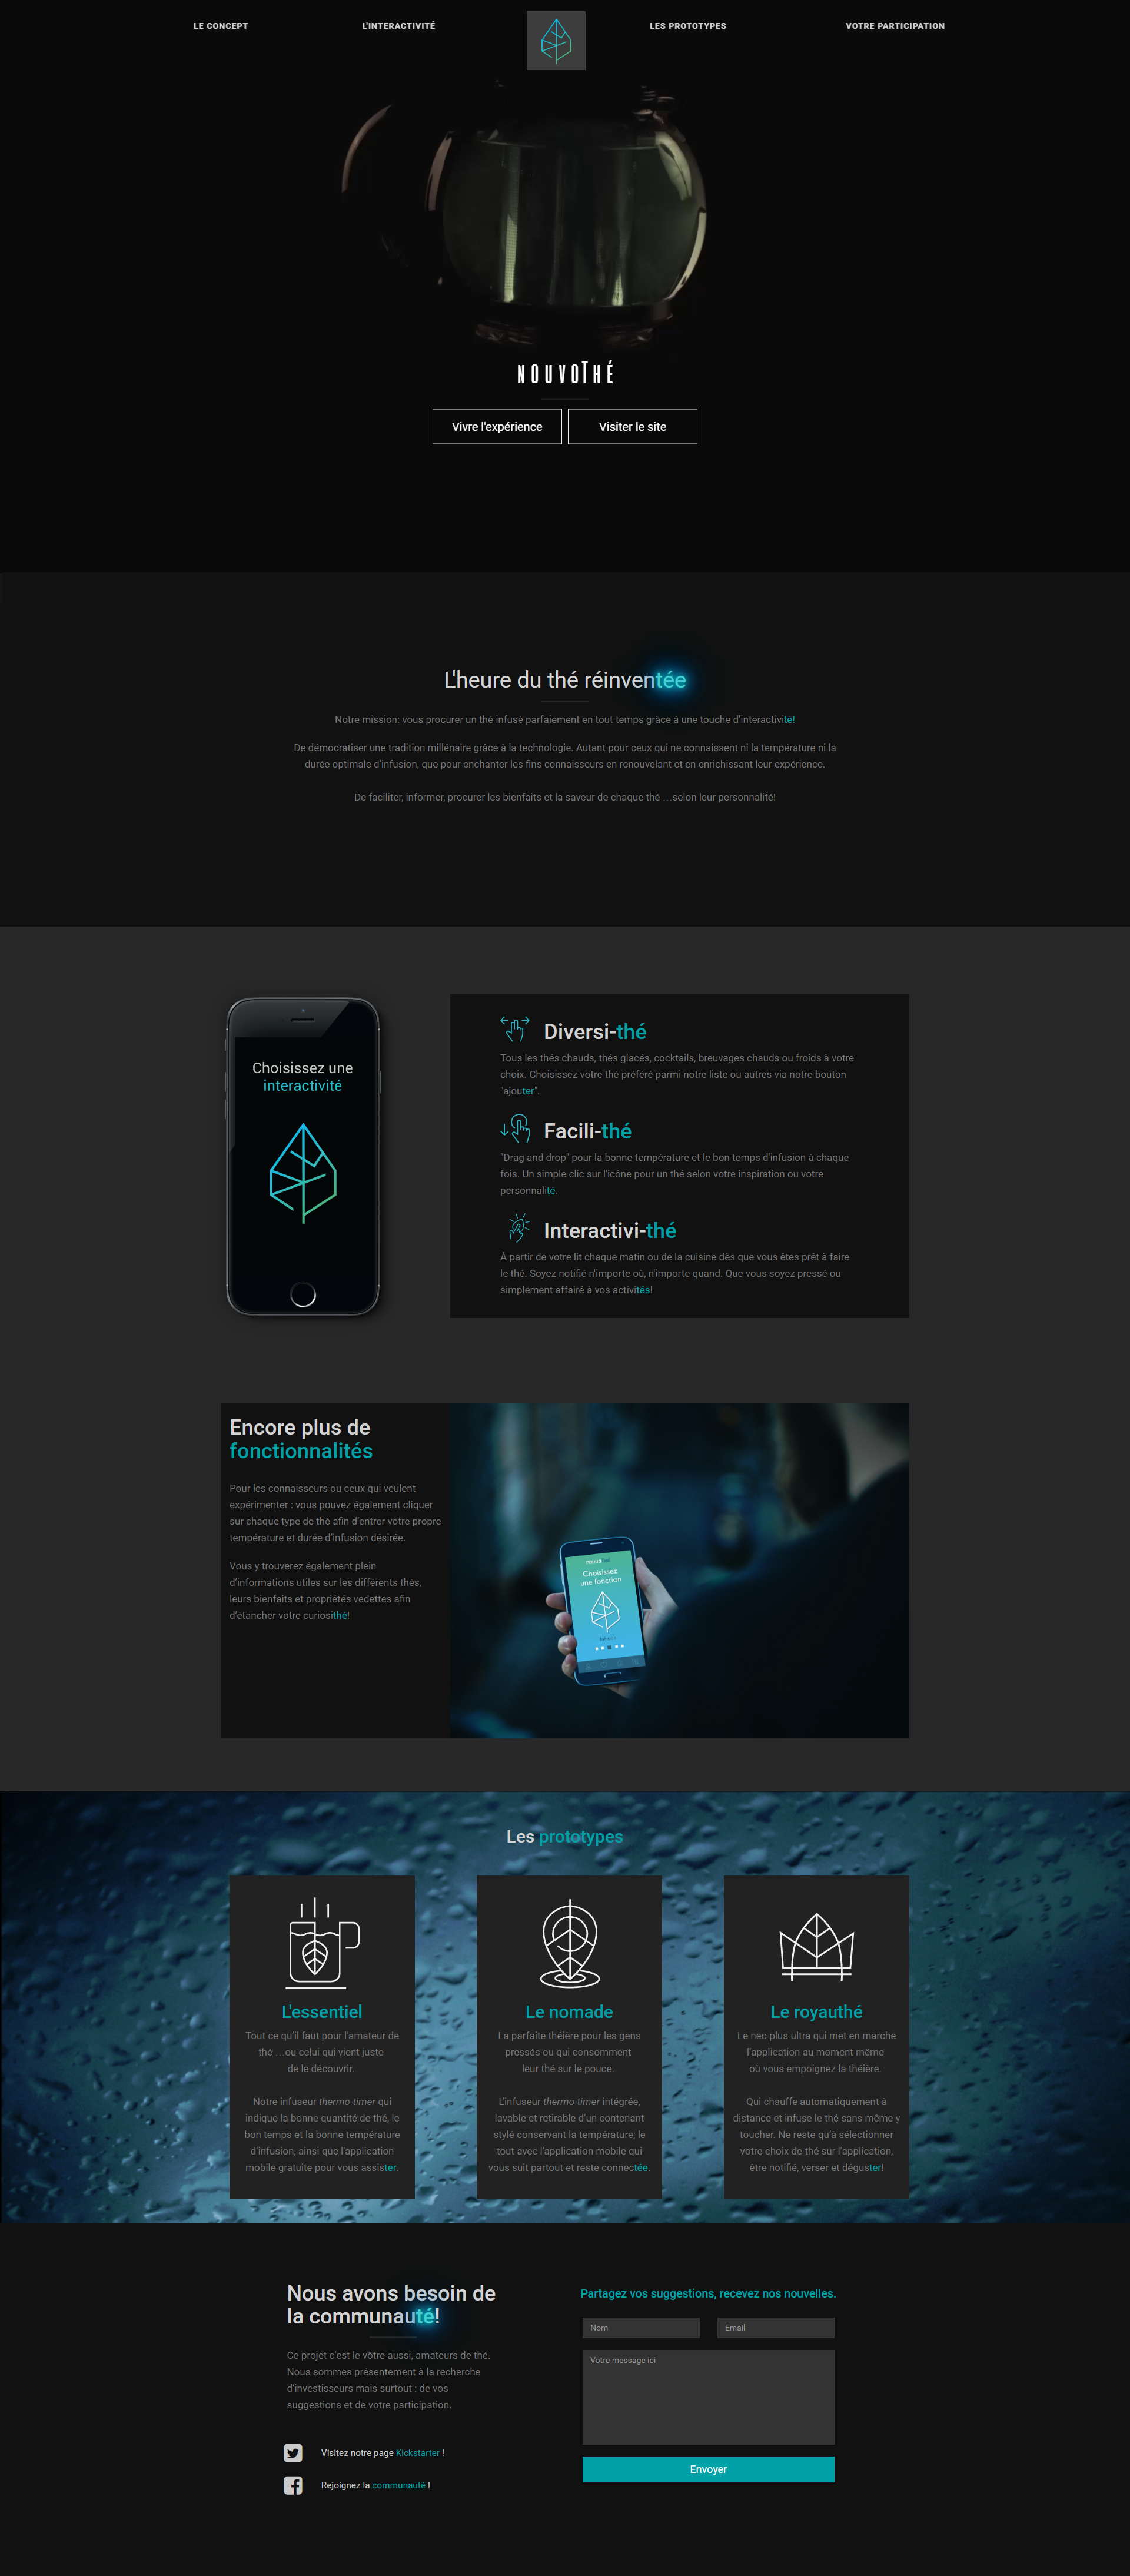 LE CONCEPT
L'INTERACTIVITÉ
LES PROTOTYPES
VOTRE PARTICIPATION
NOUVOTHÉ
Vivre l'expérience
Visiter le site
L'heure du thé réinventée
Notre mission: vous procurer un thé infusé parfaiement en tout temps grâce à une touche d'interactivité!
De démocratiser une tradition millénaire grâce à la technologie. Autant pour ceux qui ne connaissent ni la température ni la
durée optimale d'infusion, que pour enchanter les fins connaisseurs en renouvelant et en enrichissant leur expérience.
De faciliter, informer, procurer les bienfaits et la saveur de chaque thé ...selon leur personnalité!
Choisissez une
interactivité
Diversi-thé
Tous les thés chauds, thés glacés, cocktails, breuvages chauds ou froids à votre
choix. Choisissez votre thé préféré parmi notre liste ou autres via notre bouton
"ajouter".
Facili-thé
"Drag and drop" pour la bonne température et le bon temps d'infusion à chaque
fois. Un simple clic sur l'icône pour un thé selon votre inspiration ou votre
personnalité.
Interactivi-thé
À partir de votre lit chaque matin ou de la cuisine dès que vous êtes prêt à faire
le thé. Soyez notifié n'importe où, n'importe quand. Que vous soyez pressé ou
simplement affairé à vos activités!
Encore plus de
fonctionnalités
Pour les connaisseurs ou ceux qui veulent
expérimenter : vous pouvez également cliquer
sur chaque type de thé afin d'entrer votre propre
température et durée d'infusion désirée.
Vous y trouverez également plein
d'informations utiles sur les différents thés,
leurs bienfaits et propriétés vedettes afin
d'étancher votre curiosithé!
NOUVOTHÉ
Choisissez
une fonction
Les prototypes
L'essentiel
Tout ce qu'il faut pour l'amateur de
thé ...ou celui qui vient juste
de le découvrir.
Notre infuseur thermo-timer qui
indique la bonne quantité de thé, le
bon temps et la bonne température
d'infusion, ainsi que l'application
mobile gratuite pour vous assister.
Le nomade
La parfaite théière pour les gens
pressés ou qui consomment
leur thé sur le pouce.
L'infuseur thermo-timer intégrée,
lavable et retirable d'un contenant
stylé conservant la température; le
tout avec l'application mobile qui
vous suit partout et reste connectée.
Le royauthé
Le nec-plus-ultra qui met en marche
l'application au moment même
où vous empoignez la théière.
Qui chauffe automatiquement à
distance et infuse le thé sans même y
toucher. Ne reste qu'à sélectionner
votre choix de thé sur l'application,
être notifié, verser et déguster!
Nous avons besoin de
la communauté!
Ce projet c'est le vôtre aussi, amateurs de thé.
Nous sommes présentement à la recherche
d'investisseurs mais surtout : de vos
suggestions et de votre participation.
Visitez notre page Kickstarter !
Rejoignez la communauté !
Partagez vos suggestions, recevez nos nouvelles.
Nom
Email
Votre message ici
Envoyer